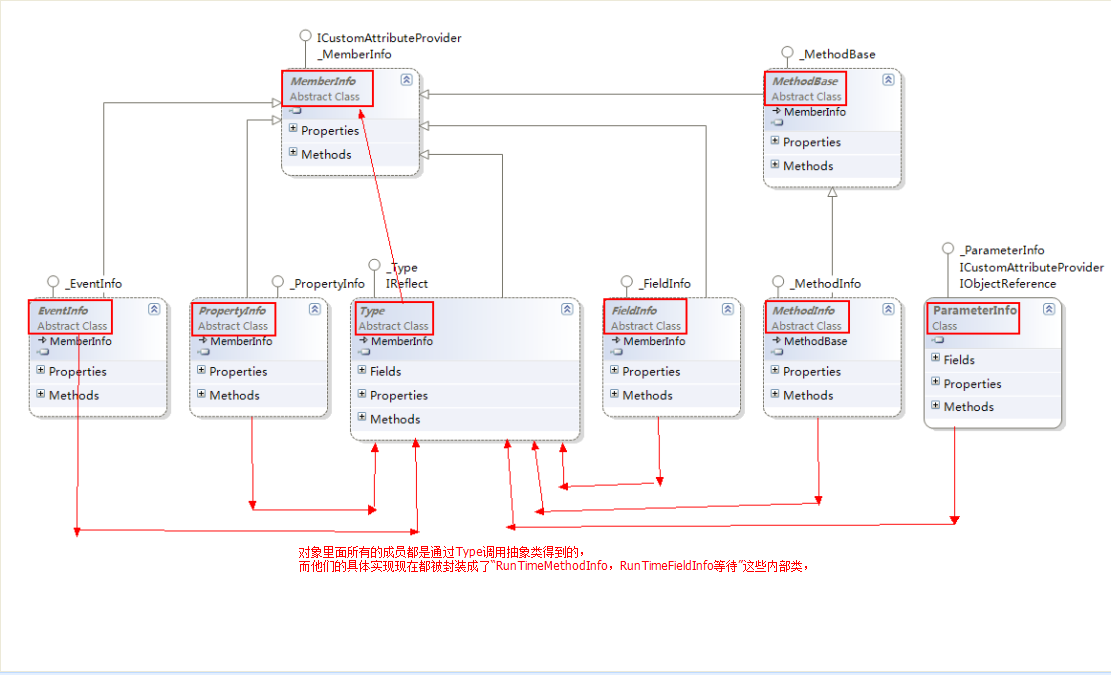 ICustomAttributeProvider
_MemberInfo
MemberInfo
Abstract Class
Properties
Methods
_MethodBase
MethodBase
Abstract Class
MemberInfo
Properties
Methods
_EventInfo
EventInfo
Abstract Class
MemberInfo
Properties
Methods
_PropertyInfo
PropertyInfo
Abstract Class
MemberInfo
Properties
Methods
_Type
IReflect
Type
Abstract Class
MemberInfo
Fields
Properties
Methods
_FieldInfo
FieldInfo
Abstract Class
MemberInfo
Properties
Methods
_MethodInfo
MethodInfo
Abstract Class
MethodBase
Properties
Methods
_ParameterInfo
ICustomAttributeProvider
IObjectReference
ParameterInfo
Class
Fields
Properties
Methods
对象里面所有的成员都是通过Type调用抽象类得到的，
而他们的具体实现现在都被封装成了“RunTimeMethodInfo，RunTimeFieldInfo等待”这些内部类，